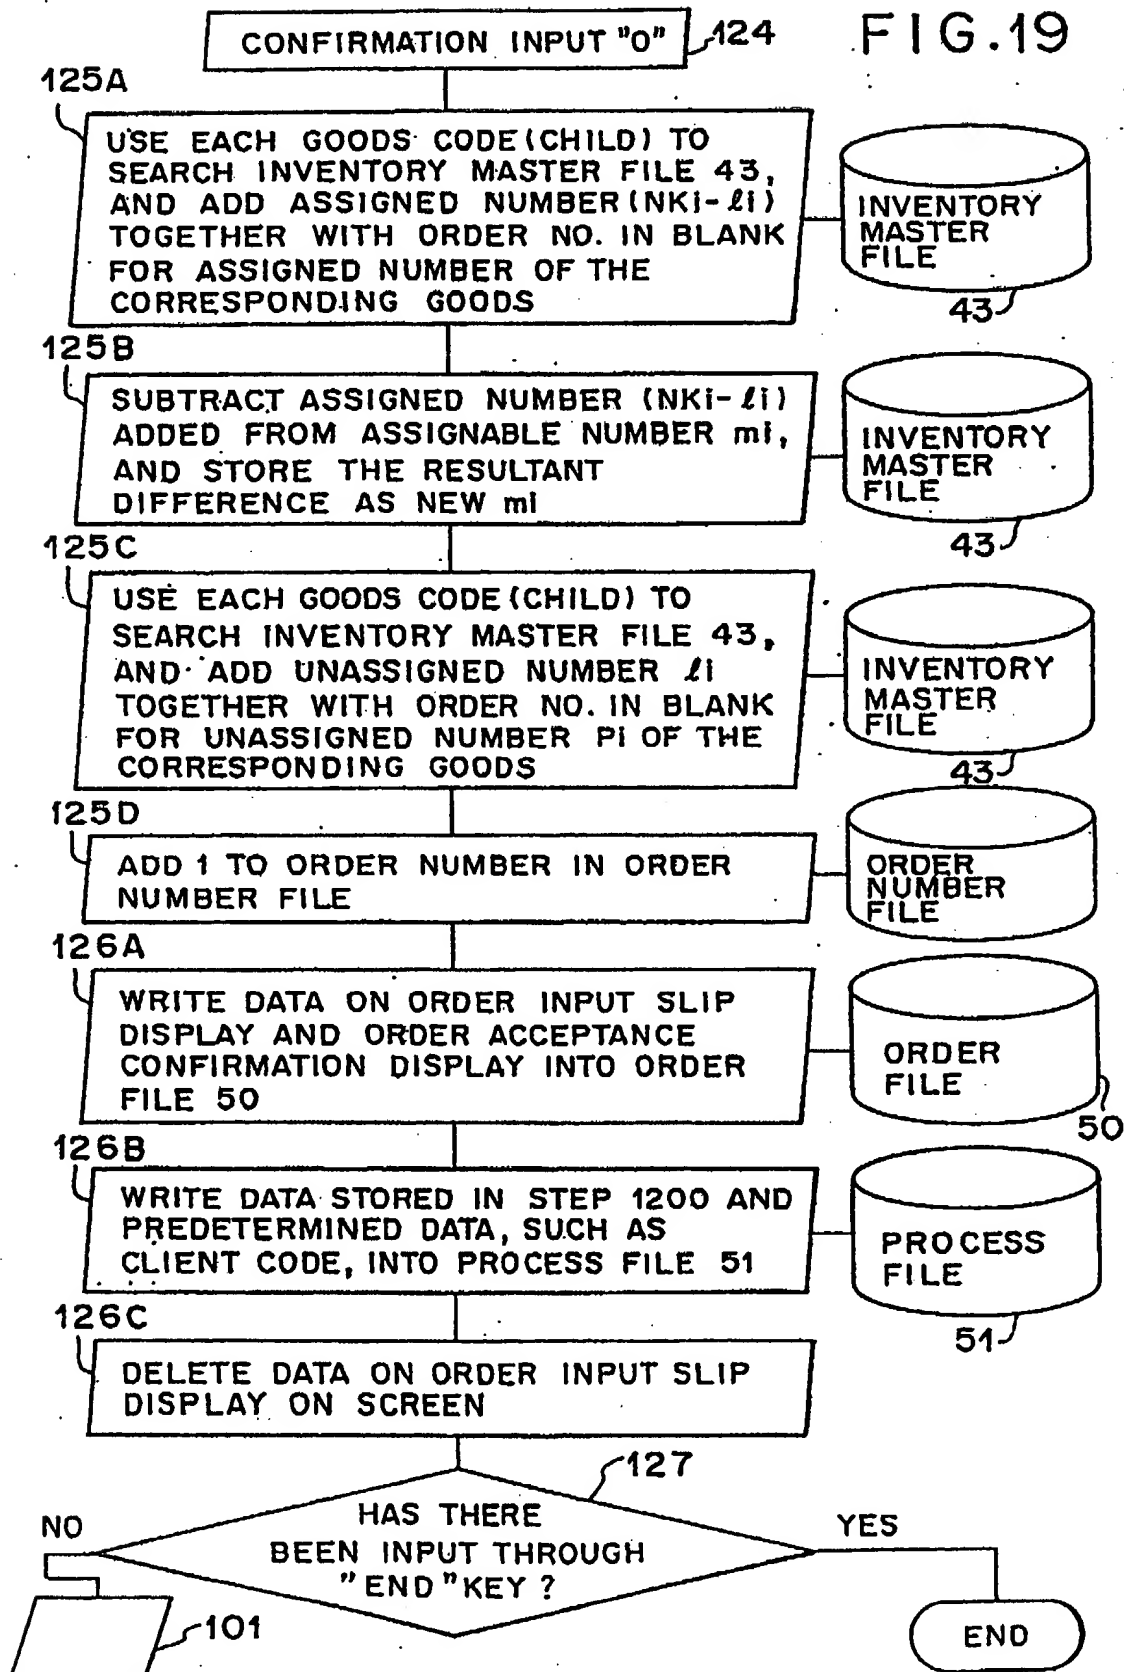 FIG.19
CONFIRMATION INPUT "0"
124
125A
USE EACH GOODS CODE (CHILD) TO
SEARCH INVENTORY MASTER FILE 43,
AND ADD ASSIGNED NUMBER (NKi-ℓi)
TOGETHER WITH ORDER NO. IN BLANK
FOR ASSIGNED NUMBER OF THE
CORRESPONDING GOODS
INVENTORY
MASTER
FILE
43
125B
SUBTRACT ASSIGNED NUMBER (NKi-ℓi)
ADDED FROM ASSIGNABLE NUMBER mi,
AND STORE THE RESULTANT
DIFFERENCE AS NEW mi
INVENTORY
MASTER
FILE
43
125C
USE EACH GOODS CODE (CHILD) TO
SEARCH INVENTORY MASTER FILE 43,
AND ADD UNASSIGNED NUMBER ℓi
TOGETHER WITH ORDER NO. IN BLANK
FOR UNASSIGNED NUMBER Pi OF THE
CORRESPONDING GOODS
INVENTORY
MASTER
FILE
43
125D
ADD 1 TO ORDER NUMBER IN ORDER
NUMBER FILE
ORDER
NUMBER
FILE
126A
WRITE DATA ON ORDER INPUT SLIP
DISPLAY AND ORDER ACCEPTANCE
CONFIRMATION DISPLAY INTO ORDER
FILE 50
ORDER
FILE
50
126B
WRITE DATA STORED IN STEP 1200 AND
PREDETERMINED DATA, SUCH AS
CLIENT CODE, INTO PROCESS FILE 51
PROCESS
FILE
51
126C
DELETE DATA ON ORDER INPUT SLIP
DISPLAY ON SCREEN
127
HAS THERE
BEEN INPUT THROUGH
"END" KEY ?
NO
YES
101
END